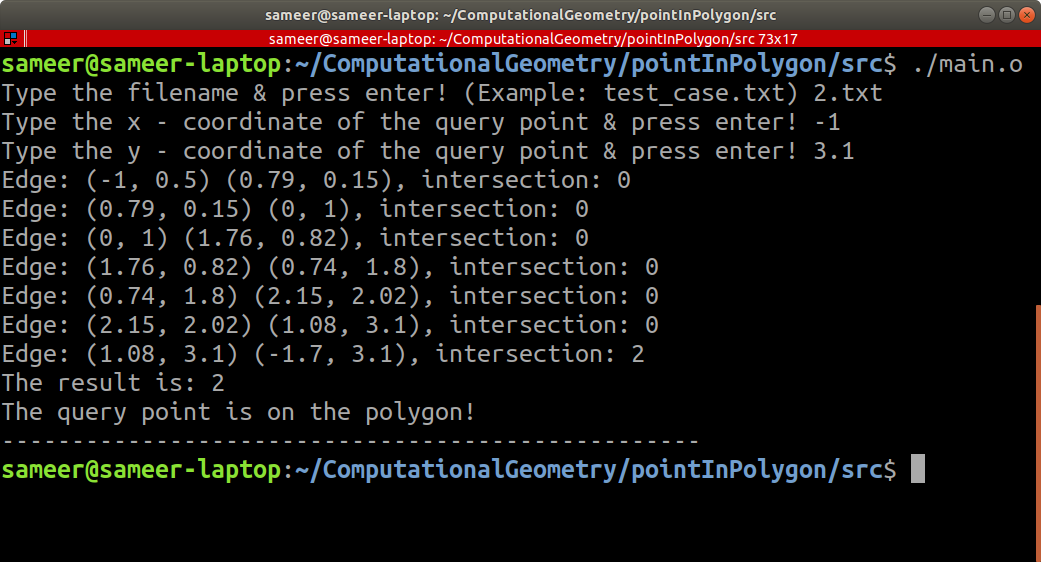 sameer@sameer-laptop: ~/ComputationalGeometry/pointInPolygon/src
sameer@sameer-laptop: ~/ComputationalGeometry/pointInPolygon/src 73x17
sameer@sameer-laptop:~/ComputationalGeometry/pointInPolygon/src$ ./main.o
Type the filename & press enter! (Example: test_case.txt) 2.txt
Type the x - coordinate of the query point & press enter! -1
Type the y - coordinate of the query point & press enter! 3.1
Edge: (-1, 0.5) (0.79, 0.15), intersection: 0
Edge: (0.79, 0.15) (0, 1), intersection: 0
Edge: (0, 1) (1.76, 0.82), intersection: 0
Edge: (1.76, 0.82) (0.74, 1.8), intersection: 0
Edge: (0.74, 1.8) (2.15, 2.02), intersection: 0
Edge: (2.15, 2.02) (1.08, 3.1), intersection: 0
Edge: (1.08, 3.1) (-1.7, 3.1), intersection: 2
The result is: 2
The query point is on the polygon!
--------------------------------------------------
sameer@sameer-laptop:~/ComputationalGeometry/pointInPolygon/src$